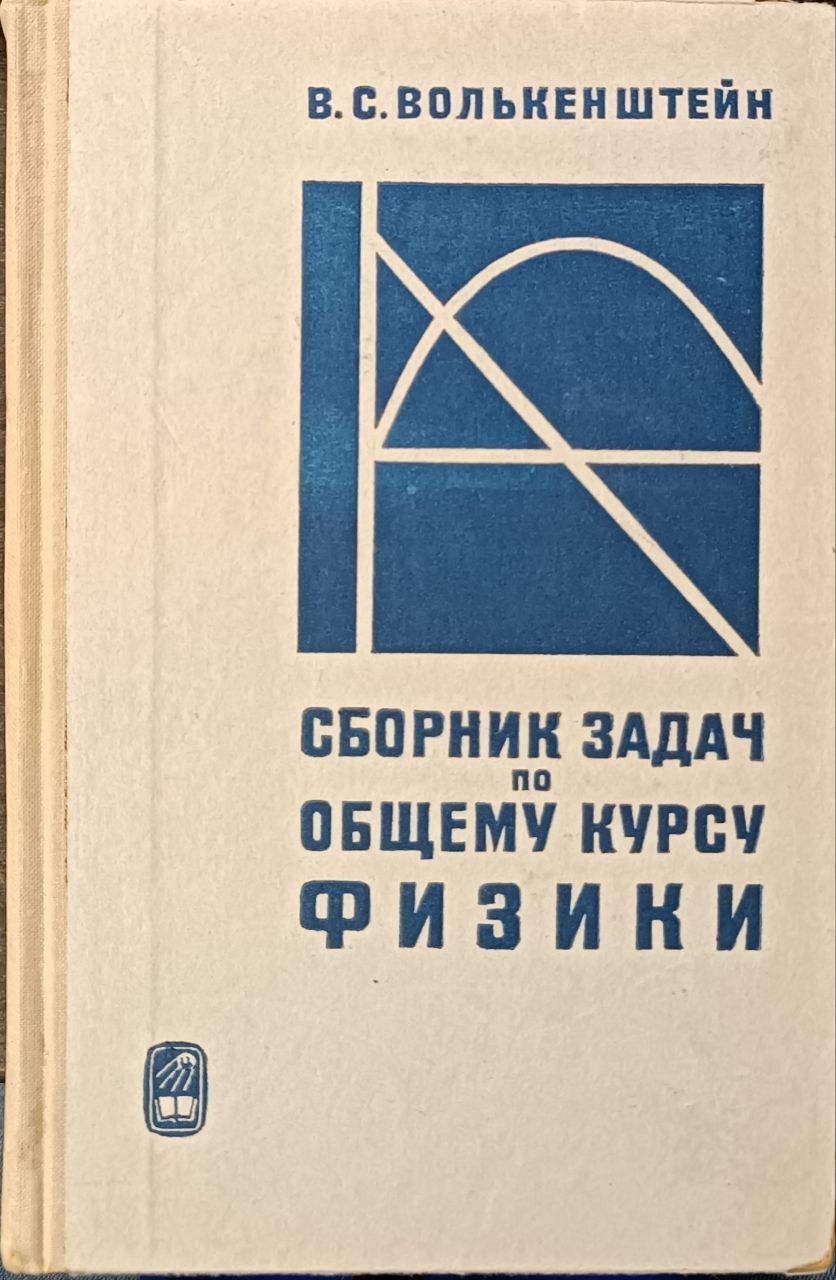 В. С. ВОЛЬКЕНШТЕЙН
СБОРНИК ЗАДАЧ
ПО
ОБЩЕМУ КУРСУ
ФИЗИКИ